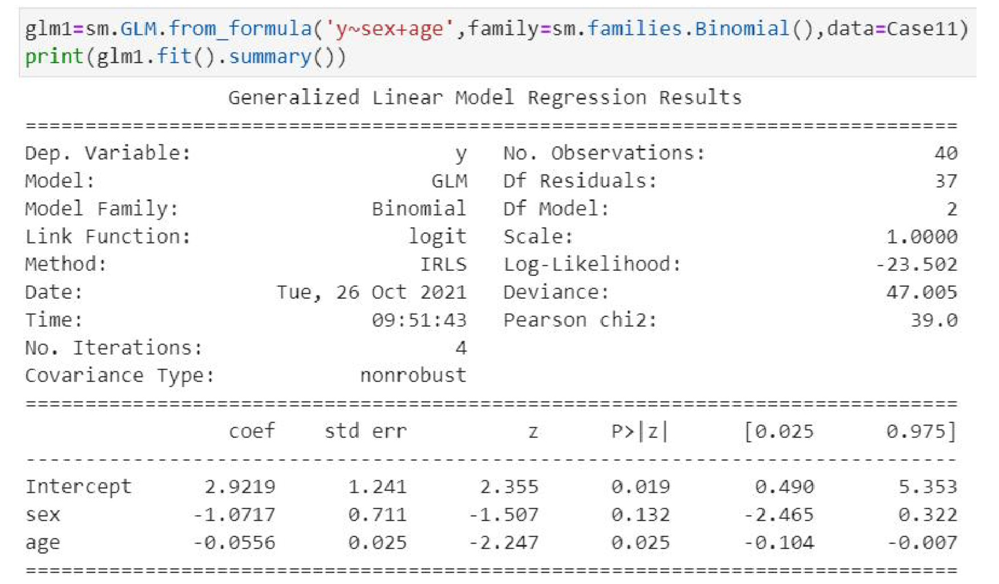 glm1=sm.GLM.from_formula('y~sex+age',family=sm.families.Binomial(),data=Case11)
print(glm1.fit().summary())
Generalized Linear Model Regression Results
==============================================================================
Dep. Variable: y No. Observations: 40
Model: GLM Df Residuals: 37
Model Family: Binomial Df Model: 2
Link Function: logit Scale: 1.0000
Method: IRLS Log-Likelihood: -23.502
Date: Tue, 26 Oct 2021 Deviance: 47.005
Time: 09:51:43 Pearson chi2: 39.0
No. Iterations: 4
Covariance Type: nonrobust
==============================================================================
coef std err z P>|z| [0.025 0.975]
------------------------------------------------------------------------------
Intercept 2.9219 1.241 2.355 0.019 0.490 5.353
sex -1.0717 0.711 -1.507 0.132 -2.465 0.322
age -0.0556 0.025 -2.247 0.025 -0.104 -0.007
==============================================================================